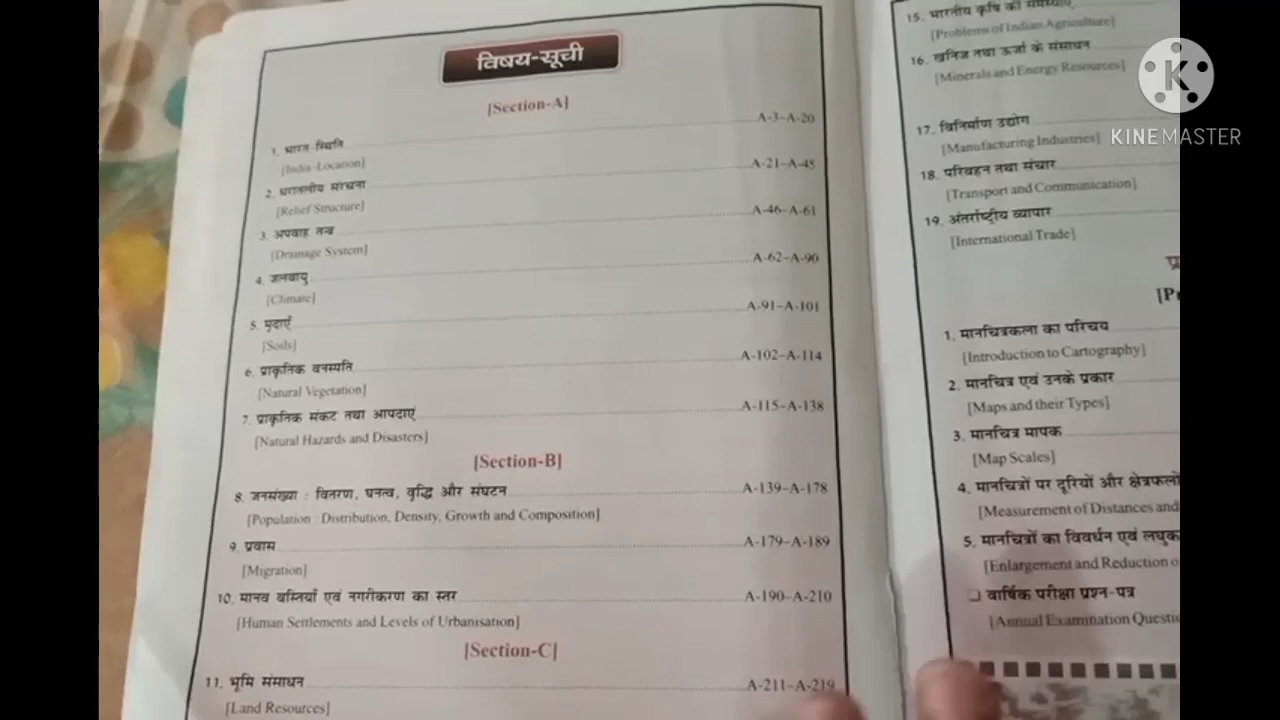 विषय-सूची
[Section-A]
1. भारत-स्थिति A-3–A-20
[India–Location]
2. धरातलीय संरचना A-21–A-45
[Relief Structure]
3. अपवाह तन्त्र A-46–A-61
[Drainage System]
4. जलवायु A-62–A-90
[Climate]
5. मृदाएँ A-91–A-101
[Soils]
6. प्राकृतिक वनस्पति A-102–A-114
[Natural Vegetation]
7. प्राकृतिक संकट तथा आपदाएं A-115–A-138
[Natural Hazards and Disasters]
[Section-B]
8. जनसंख्या : वितरण, घनत्व, वृद्धि और संघटन A-139–A-178
[Population : Distribution, Density, Growth and Composition]
9. प्रवास A-179–A-189
[Migration]
10. मानव बस्तियाँ एवं नगरीकरण का स्तर A-190–A-210
[Human Settlements and Levels of Urbanisation]
[Section-C]
11. भूमि संसाधन A-211–A-219
[Land Resources]
15. भारतीय कृषि की समस्याएं
[Problems of Indian Agriculture]
16. खनिज तथा ऊर्जा के संसाधन
[Minerals and Energy Resources]
17. विनिर्माण उद्योग
[Manufacturing Industries]
18. परिवहन तथा संचार
[Transport and Communication]
19. अंतर्राष्ट्रीय व्यापार
[International Trade]
1. मानचित्रकला का परिचय
[Introduction to Cartography]
2. मानचित्र एवं उनके प्रकार
[Maps and their Types]
3. मानचित्र मापक
[Map Scales]
4. मानचित्रों पर दूरियों और क्षेत्रफलों
[Measurement of Distances and
5. मानचित्रों का विवर्धन एवं लघुक
[Enlargement and Reduction o
❑ वार्षिक परीक्षा प्रश्न-पत्र
[Annual Examination Questi
K
KINEMASTER